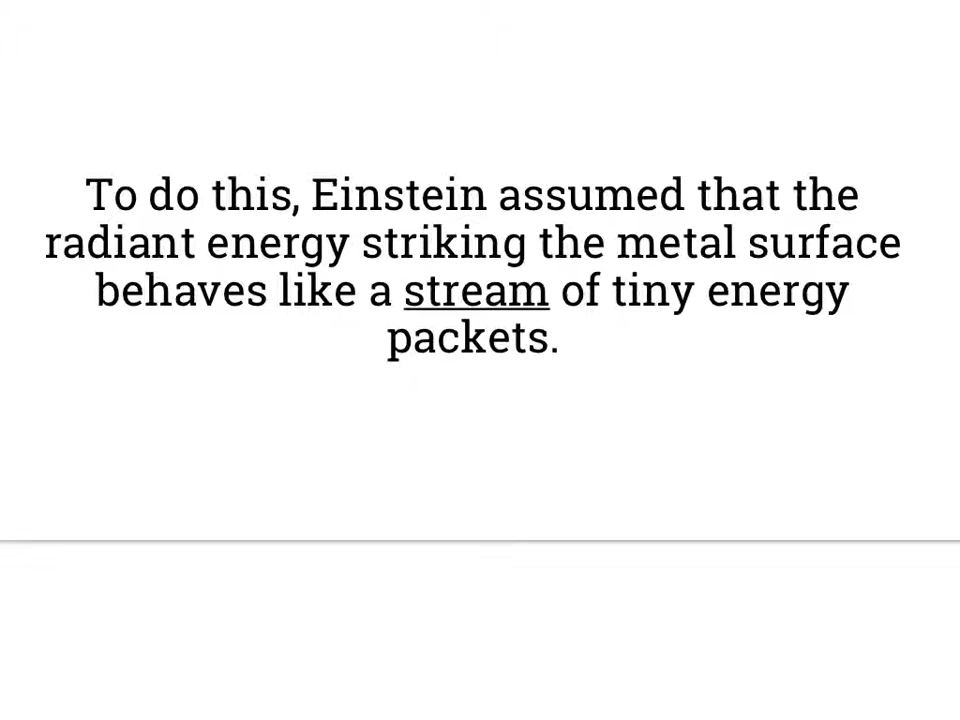 To do this, Einstein assumed that the
radiant energy striking the metal surface
behaves like a stream of tiny energy
packets.